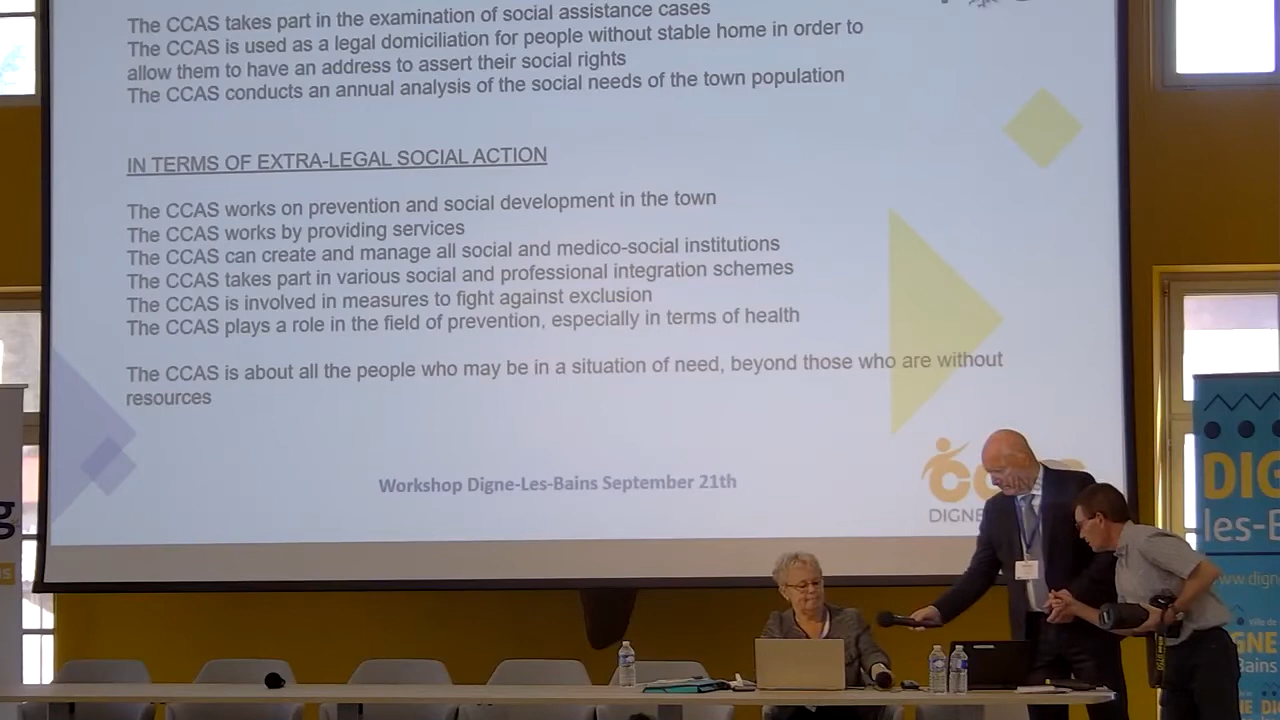 The CCAS takes part in the examination of social assistance cases
The CCAS is used as a legal domiciliation for people without stable home in order to
allow them to have an address to assert their social rights
The CCAS conducts an annual analysis of the social needs of the town population
IN TERMS OF EXTRA-LEGAL SOCIAL ACTION
The CCAS works on prevention and social development in the town
The CCAS works by providing services
The CCAS can create and manage all social and medico-social institutions
The CCAS takes part in various social and professional integration schemes
The CCAS is involved in measures to fight against exclusion
The CCAS plays a role in the field of prevention, especially in terms of health
The CCAS is about all the people who may be in a situation of need, beyond those who are without
resources
Workshop Digne-Les-Bains September 21th
DIGNE
DIG
les-B
www.dign
Ville de
GNE
Bains